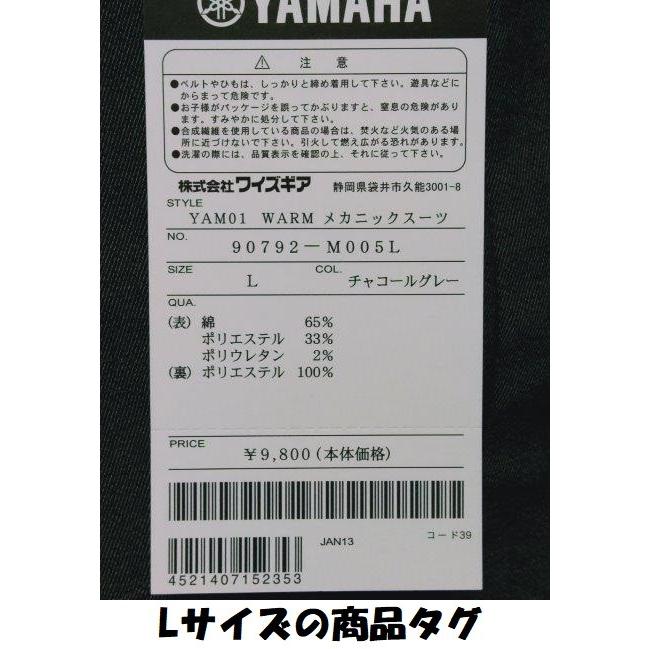 YAMAHA
⚠ 注 意
●ベルトやひもは、しっかりと締め着用して下さい。遊具などに
からまって危険です。
●お子様がパッケージを誤ってかぶりますと、窒息の危険があり
ます。すみやかに処分して下さい。
●合成繊維を使用している商品の場合は、焚火など火気のある場
所に近づけないで下さい。引火して燃え広がる恐れがあります。
●洗濯の際には、品質表示を確認の上、それに従って下さい。
株式会社ワイズギア 静岡県袋井市久能3001-8
STYLE
YAM01 WARM メカニックスーツ
NO.
90792-M005L
SIZE L COL. チャコールグレー
QUA.
(表) 綿 65%
ポリエステル 33%
ポリウレタン 2%
(裏) ポリエステル 100%
PRICE
¥9,800(本体価格)
JAN13 コード39
4521407152353
Lサイズの商品タグ